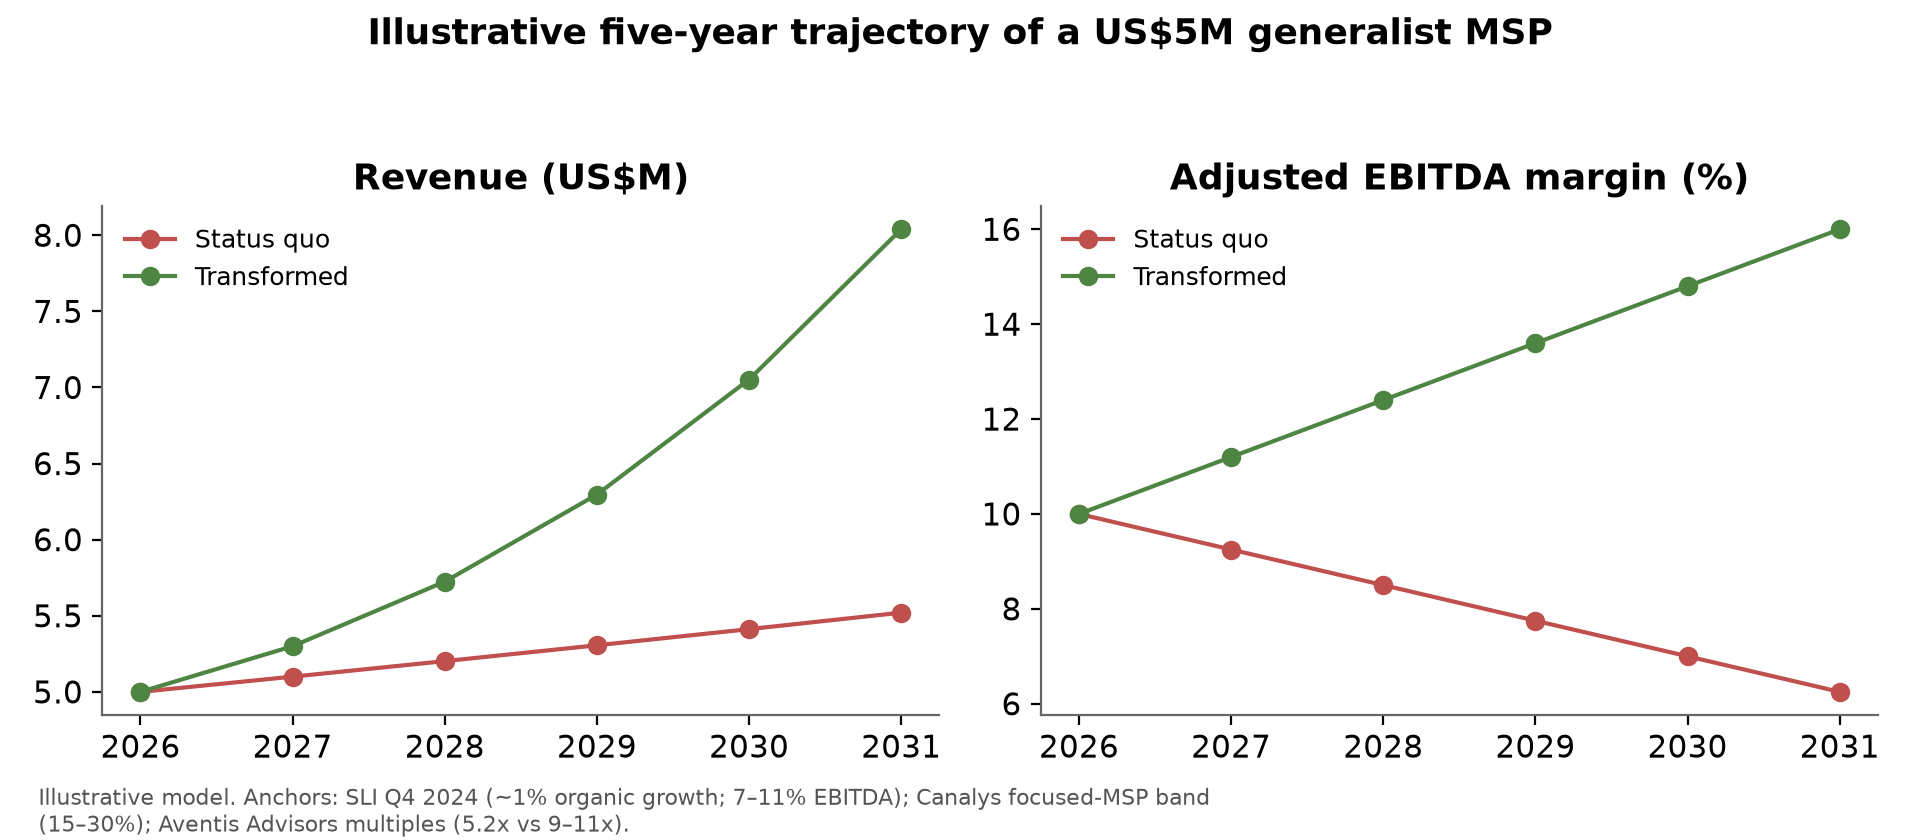 Illustrative five-year trajectory of a US$5M generalist MSP
Revenue (US$M)
Status quo
Transformed
8.0
7.5
7.0
6.5
6.0
5.5
5.0
2026 2027 2028 2029 2030 2031
Adjusted EBITDA margin (%)
Status quo
Transformed
16
14
12
10
8
6
2026 2027 2028 2029 2030 2031
Illustrative model. Anchors: SLI Q4 2024 (~1% organic growth; 7–11% EBITDA); Canalys focused-MSP band
(15–30%); Aventis Advisors multiples (5.2x vs 9–11x).